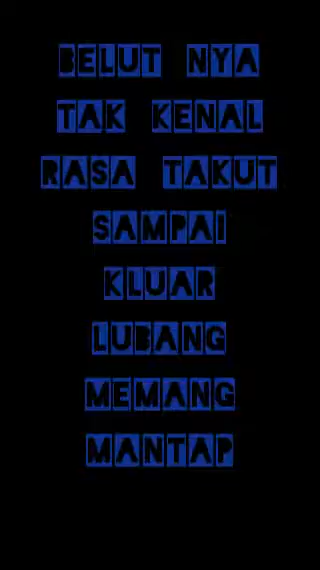 BELUT NYA
TAK KENAL
RASA TAKUT
SAMPAI
KLUAR
LUBANG
MEMANG
MANTAP